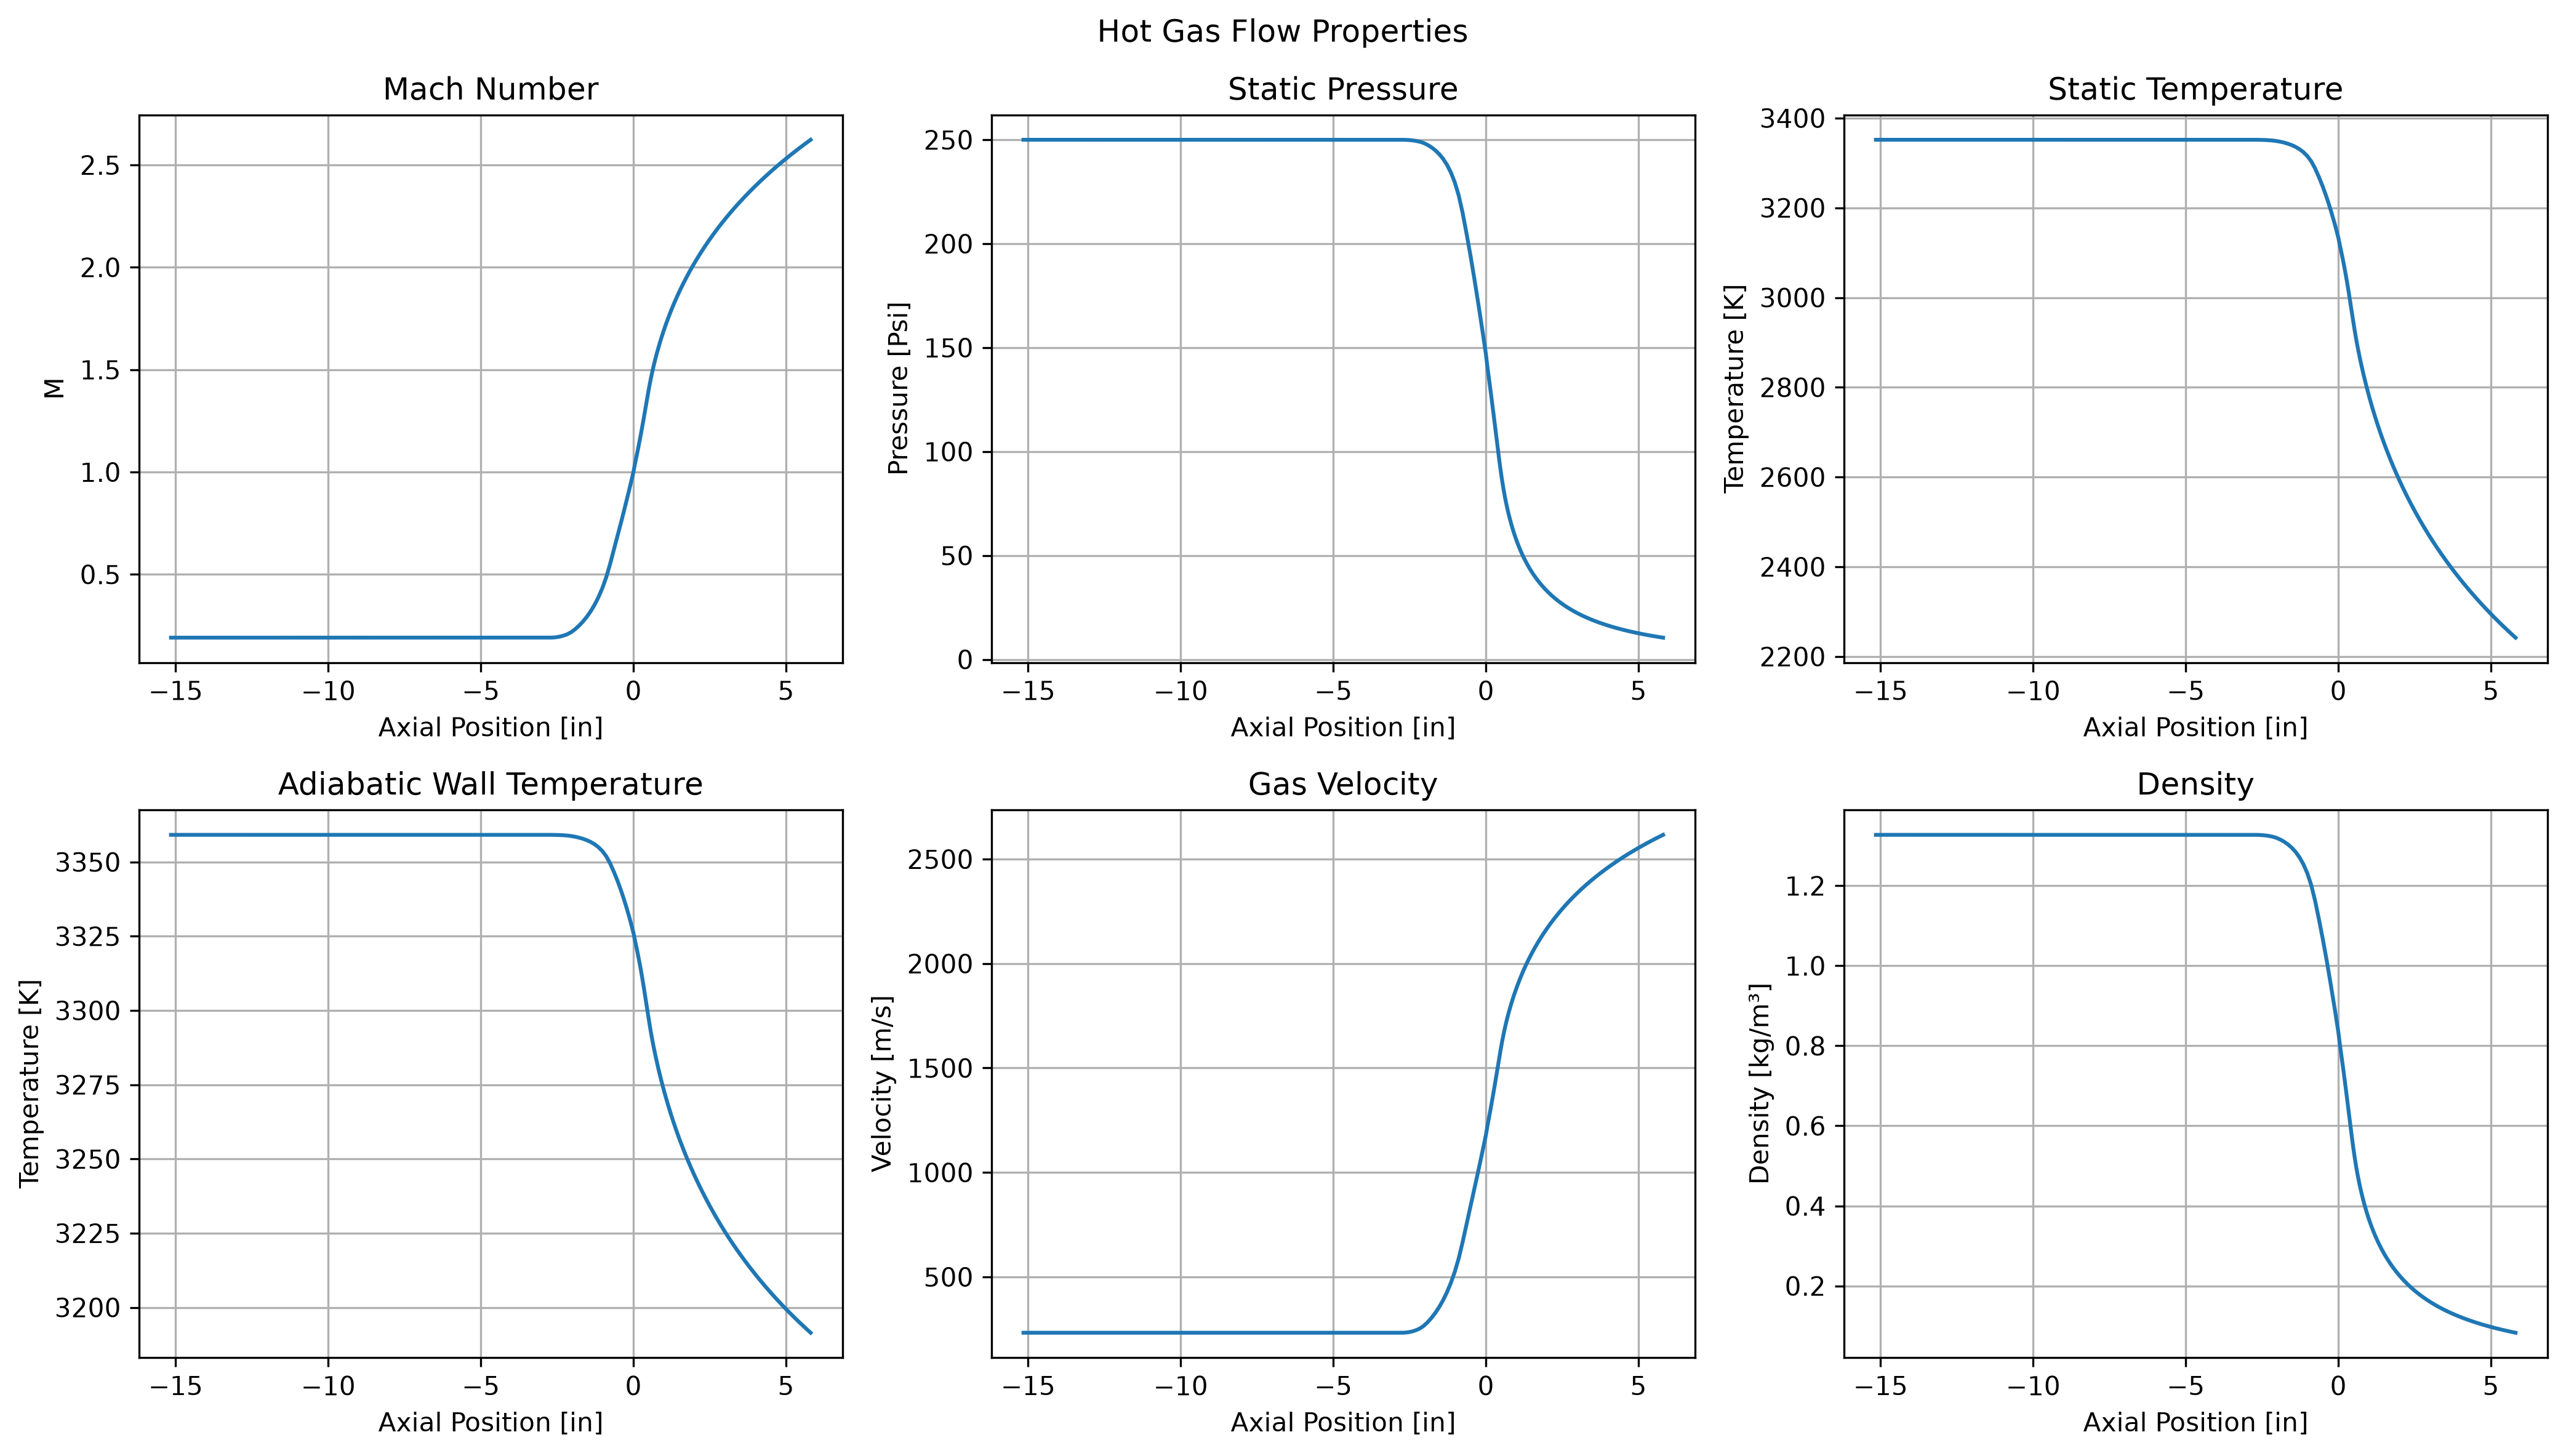 Hot Gas Flow Properties
Mach Number
M
2.5
2.0
1.5
1.0
0.5
−15 −10 −5 0 5
Axial Position [in]
Static Pressure
Pressure [Psi]
250
200
150
100
50
0
−15 −10 −5 0 5
Axial Position [in]
Static Temperature
Temperature [K]
3400
3200
3000
2800
2600
2400
2200
−15 −10 −5 0 5
Axial Position [in]
Adiabatic Wall Temperature
Temperature [K]
3350
3325
3300
3275
3250
3225
3200
−15 −10 −5 0 5
Axial Position [in]
Gas Velocity
Velocity [m/s]
2500
2000
1500
1000
500
−15 −10 −5 0 5
Axial Position [in]
Density
Density [kg/m³]
1.2
1.0
0.8
0.6
0.4
0.2
−15 −10 −5 0 5
Axial Position [in]